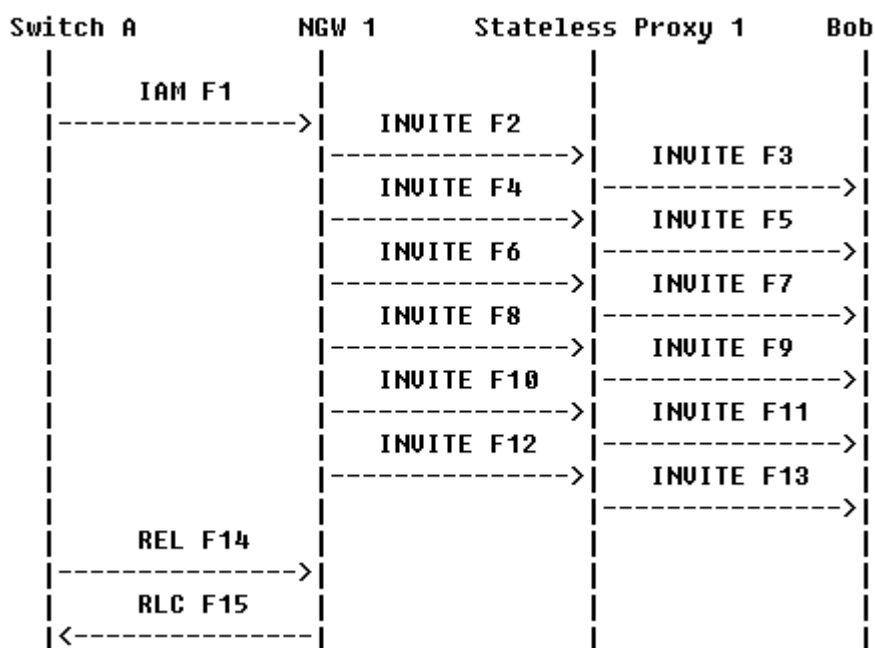 Switch A NGW 1 Stateless Proxy 1 Bob
IAM F1
INVITE F2
INVITE F3
INVITE F4
INVITE F5
INVITE F6
INVITE F7
INVITE F8
INVITE F9
INVITE F10
INVITE F11
INVITE F12
INVITE F13
REL F14
RLC F15